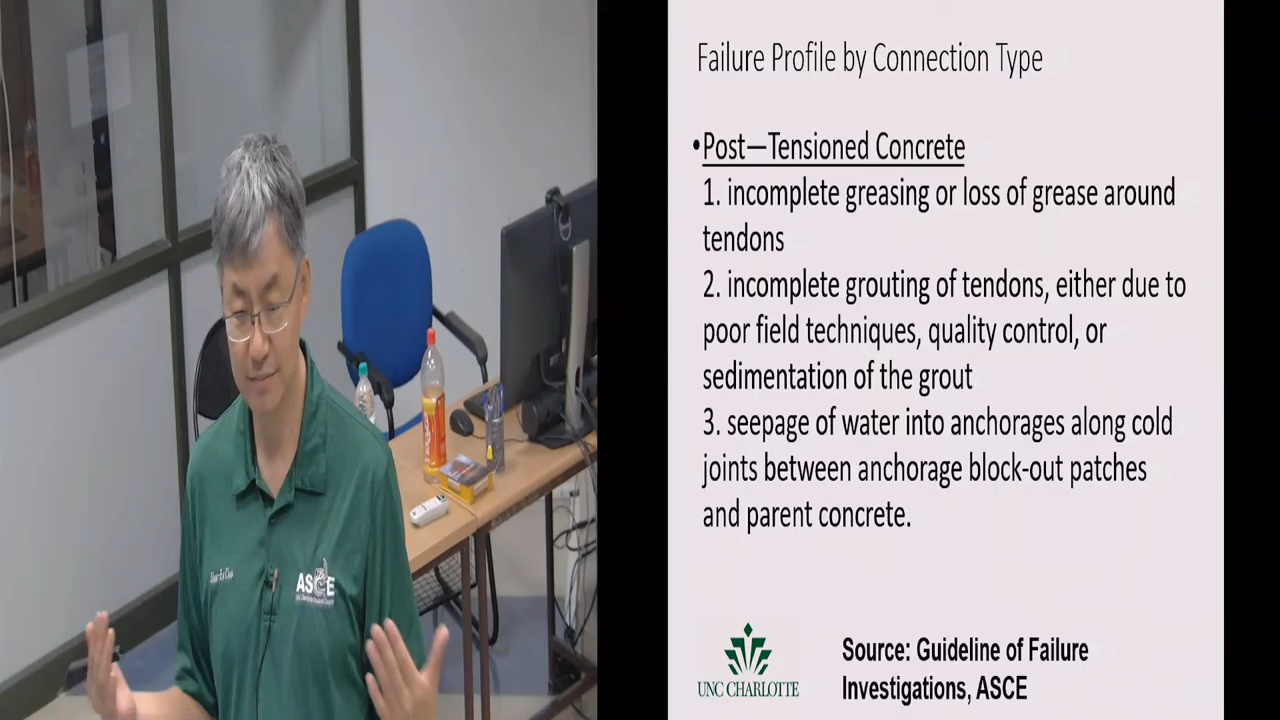 Failure Profile by Connection Type
•Post—Tensioned Concrete
1. incomplete greasing or loss of grease around
tendons
2. incomplete grouting of tendons, either due to
poor field techniques, quality control, or
sedimentation of the grout
3. seepage of water into anchorages along cold
joints between anchorage block-out patches
and parent concrete.
UNC CHARLOTTE
Source: Guideline of Failure
Investigations, ASCE
ASCE